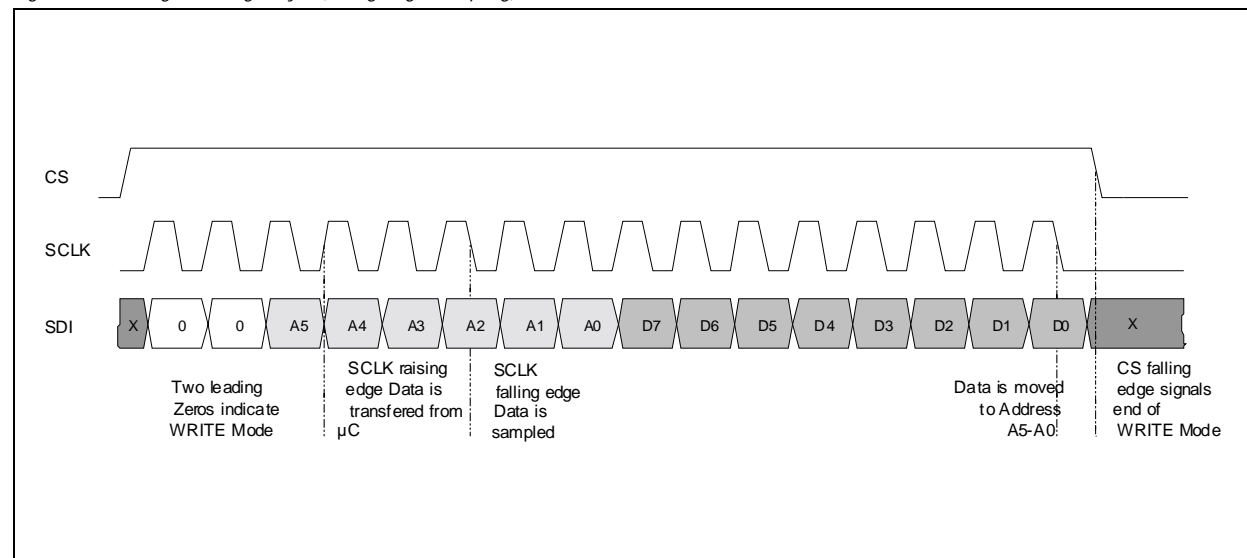 CS
SCLK
SDI X 0 0 A5 A4 A3 A2 A1 A0 D7 D6 D5 D4 D3 D2 D1 D0 X
Two leading
Zeros indicate
WRITE Mode
SCLK raising
edge Data is
transfered from
µC
SCLK
falling edge
Data is
sampled
Data is moved
to Address
A5-A0
CS falling
edge signals
end of
WRITE Mode